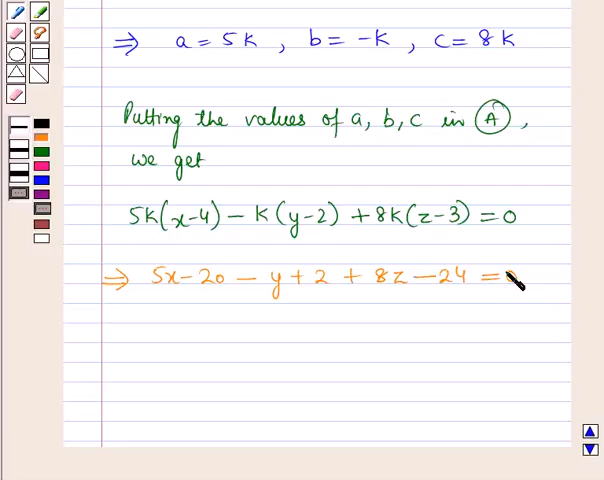 ⇒ a = 5k , b = -k , c = 8k
Putting the values of a, b, c in Ⓐ ,
we get
5k(x-4) - k(y-2) + 8k(z-3) = 0
⇒ 5x - 20 - y + 2 + 8z - 24 = 0